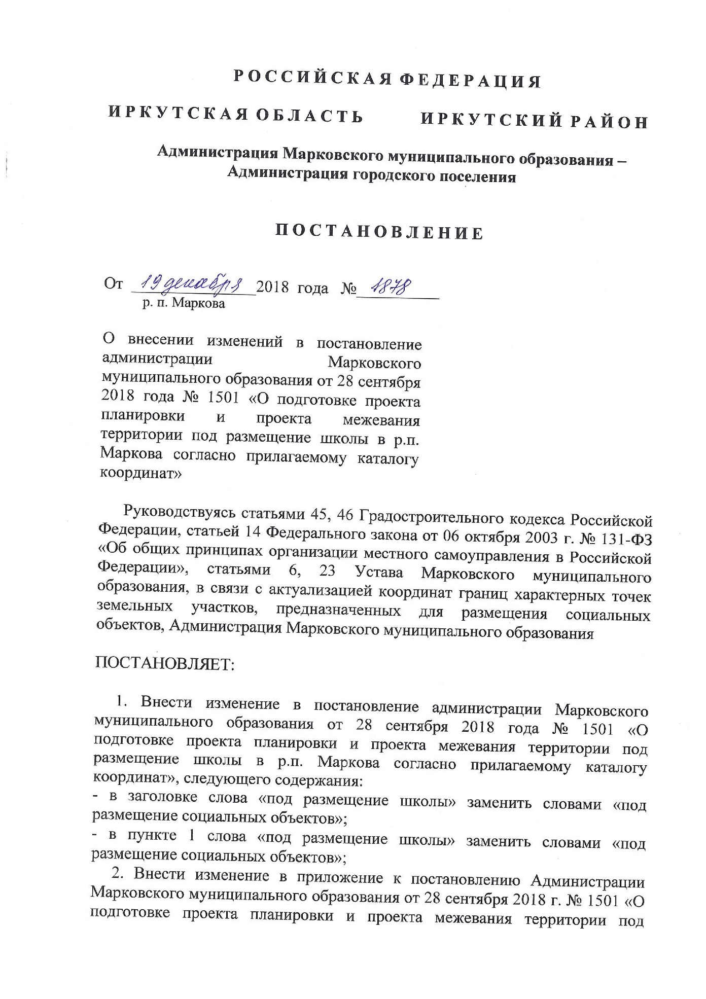 Р О С С И Й С К А Я Ф Е Д Е Р А Ц И Я
И Р К У Т С К А Я О Б Л А С Т Ь И Р К У Т С К И Й Р А Й О Н
Администрация Марковского муниципального образования –
Администрация городского поселения
П О С Т А Н О В Л Е Н И Е
От 19 декабря 2018 года № 1878
р. п. Маркова
О внесении изменений в постановление
администрации Марковского
муниципального образования от 28 сентября
2018 года № 1501 «О подготовке проекта
планировки и проекта межевания
территории под размещение школы в р.п.
Маркова согласно прилагаемому каталогу
координат»
Руководствуясь статьями 45, 46 Градостроительного кодекса Российской
Федерации, статьей 14 Федерального закона от 06 октября 2003 г. № 131-ФЗ
«Об общих принципах организации местного самоуправления в Российской
Федерации», статьями 6, 23 Устава Марковского муниципального
образования, в связи с актуализацией координат границ характерных точек
земельных участков, предназначенных для размещения социальных
объектов, Администрация Марковского муниципального образования
ПОСТАНОВЛЯЕТ:
1. Внести изменение в постановление администрации Марковского
муниципального образования от 28 сентября 2018 года № 1501 «О
подготовке проекта планировки и проекта межевания территории под
размещение школы в р.п. Маркова согласно прилагаемому каталогу
координат», следующего содержания:
- в заголовке слова «под размещение школы» заменить словами «под
размещение социальных объектов»;
- в пункте 1 слова «под размещение школы» заменить словами «под
размещение социальных объектов»;
2. Внести изменение в приложение к постановлению Администрации
Марковского муниципального образования от 28 сентября 2018 г. № 1501 «О
подготовке проекта планировки и проекта межевания территории под